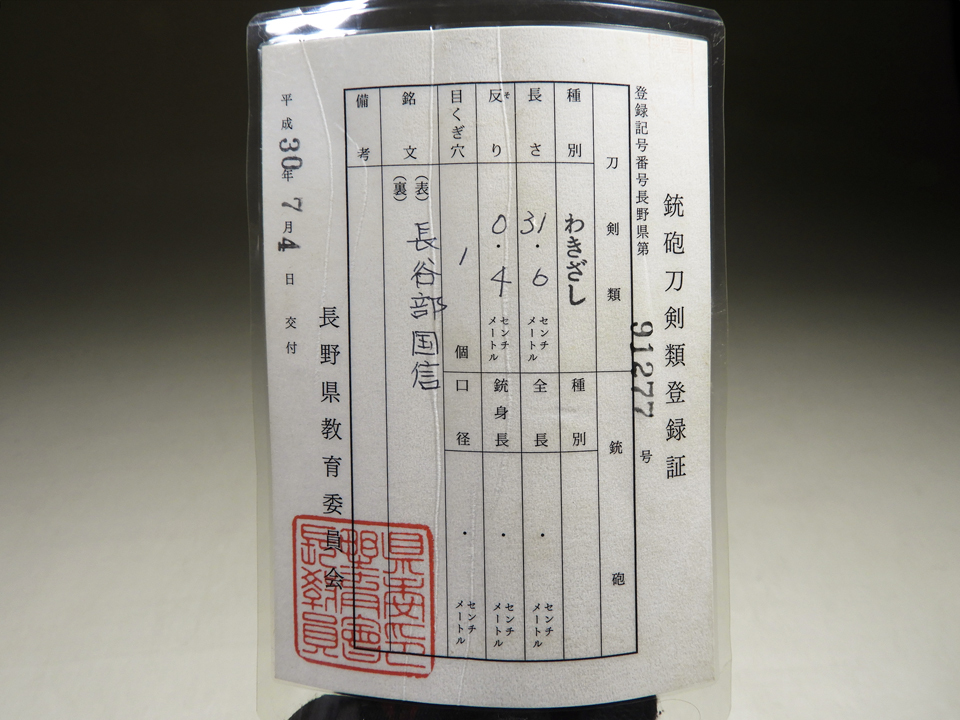 銃砲刀剣類登録証
登録記号番号長野県第 91277 号
刀剣類
銃砲
種別
わきざし
種別
長さ
31.6 センチメートル
全長
・ センチメートル
反り
そ
0.4 センチメートル
銃身長
・ センチメートル
目くぎ穴
1 個
口径
・ センチメートル
銘文
(表) 長谷部国信
(裏)
備考
平成30年7月4日交付
長野県教育委員会